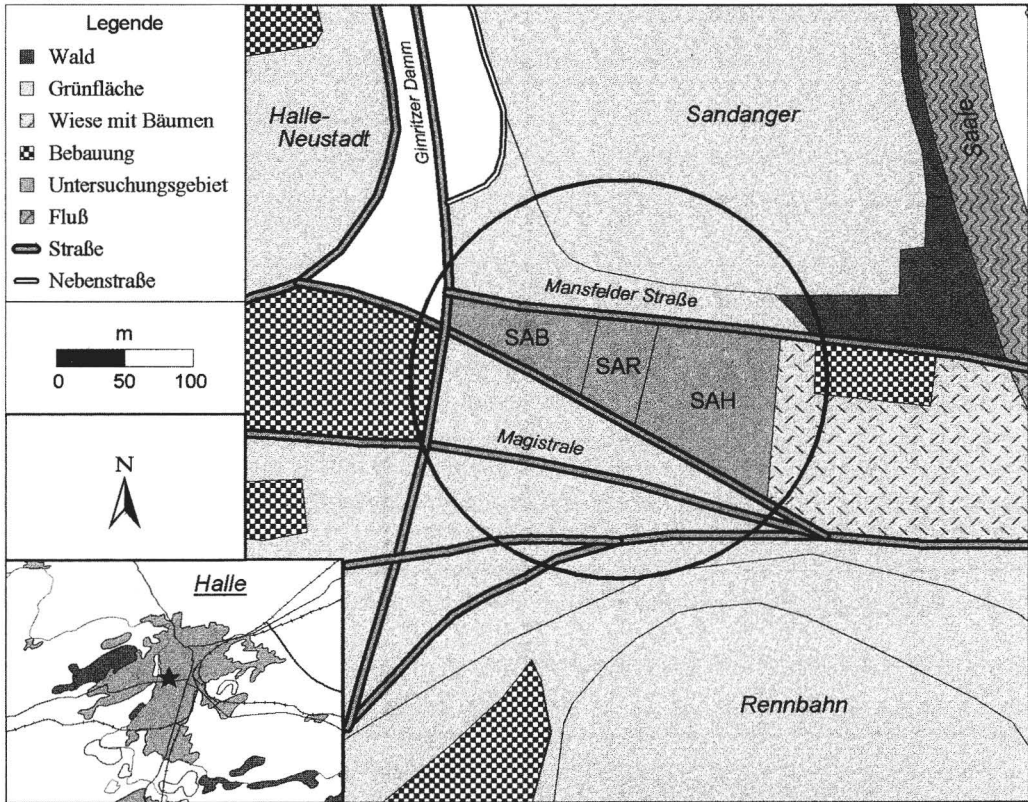 Legende
Wald
Grünfläche
Wiese mit Bäumen
Bebauung
Untersuchungsgebiet
Fluß
Straße
Nebenstraße
m
0 50 100
N
Halle
Halle-
Neustadt
Gimritzer Damm
Sandanger
Saale
Mansfelder Straße
SAB
SAR
SAH
Magistrale
Rennbahn